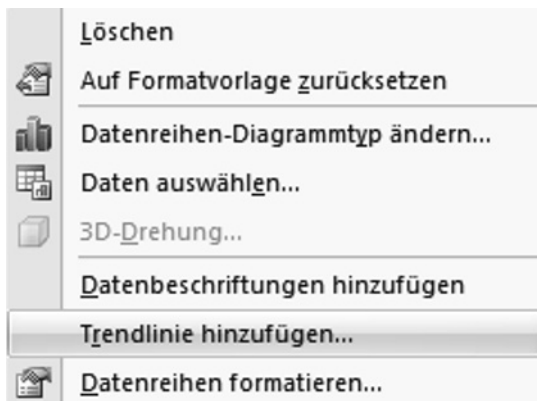 Löschen
Auf Formatvorlage zurücksetzen
Datenreihen-Diagrammtyp ändern...
Daten auswählen...
3D-Drehung...
Datenbeschriftungen hinzufügen
Trendlinie hinzufügen...
Datenreihen formatieren...